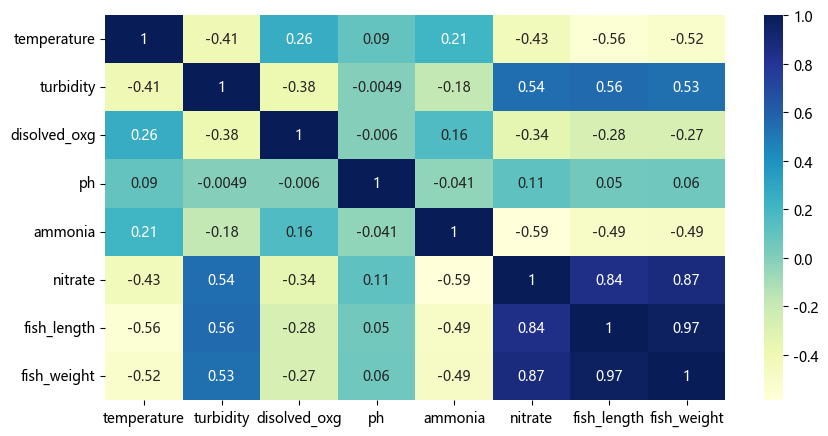 temperature 1 -0.41 0.26 0.09 0.21 -0.43 -0.56 -0.52
turbidity -0.41 1 -0.38 -0.0049 -0.18 0.54 0.56 0.53
disolved_oxg 0.26 -0.38 1 -0.006 0.16 -0.34 -0.28 -0.27
ph 0.09 -0.0049 -0.006 1 -0.041 0.11 0.05 0.06
ammonia 0.21 -0.18 0.16 -0.041 1 -0.59 -0.49 -0.49
nitrate -0.43 0.54 -0.34 0.11 -0.59 1 0.84 0.87
fish_length -0.56 0.56 -0.28 0.05 -0.49 0.84 1 0.97
fish_weight -0.52 0.53 -0.27 0.06 -0.49 0.87 0.97 1
temperature turbidity disolved_oxg ph ammonia nitrate fish_length fish_weight
1.0
0.8
0.6
0.4
0.2
0.0
-0.2
-0.4